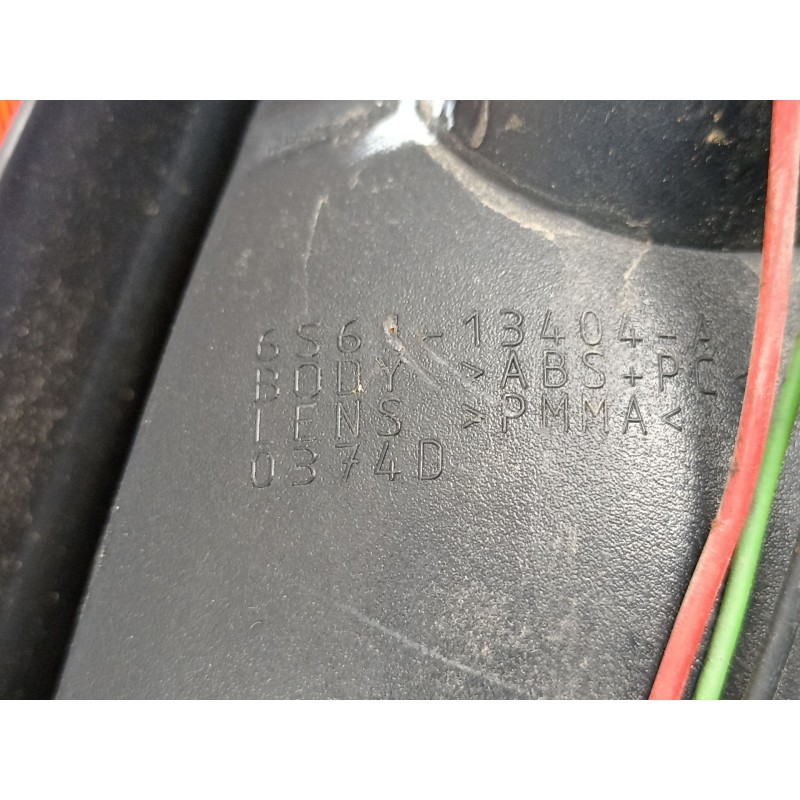 6S61-13404-A
BODY >ABS+PC<
LENS >PMMA<
0374D